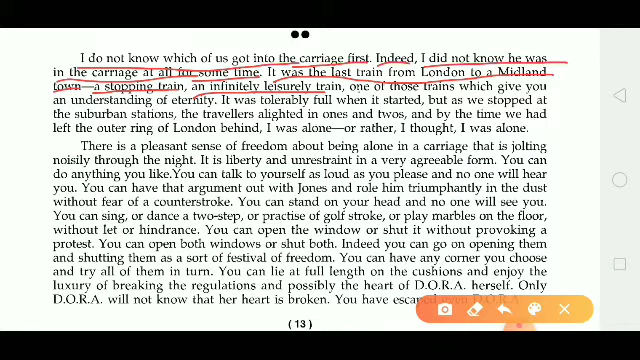 I do not know which of us got into the carriage first. Indeed, I did not know he was
in the carriage at all for some time. It was the last train from London to a Midland
town—a stopping train, an infinitely leisurely train, one of those trains which give you
an understanding of eternity. It was tolerably full when it started, but as we stopped at
the suburban stations, the travellers alighted in ones and twos, and by the time we had
left the outer ring of London behind, I was alone—or rather, I thought, I was alone.
There is a pleasant sense of freedom about being alone in a carriage that is jolting
noisily through the night. It is liberty and unrestraint in a very agreeable form. You can
do anything you like.You can talk to yourself as loud as you please and no one will hear
you. You can have that argument out with Jones and role him triumphantly in the dust
without fear of a counterstroke. You can stand on your head and no one will see you.
You can sing, or dance a two-step, or practise of golf stroke, or play marbles on the floor,
without let or hindrance. You can open the window or shut it without provoking a
protest. You can open both windows or shut both. Indeed you can go on opening them
and shutting them as a sort of festival of freedom. You can have any corner you choose
and try all of them in turn. You can lie at full length on the cushions and enjoy the
luxury of breaking the regulations and possibly the heart of D.O.R.A. herself. Only
D.O.R.A. will not know that her heart is broken. You have escaped even D.O.R.A.
(13)